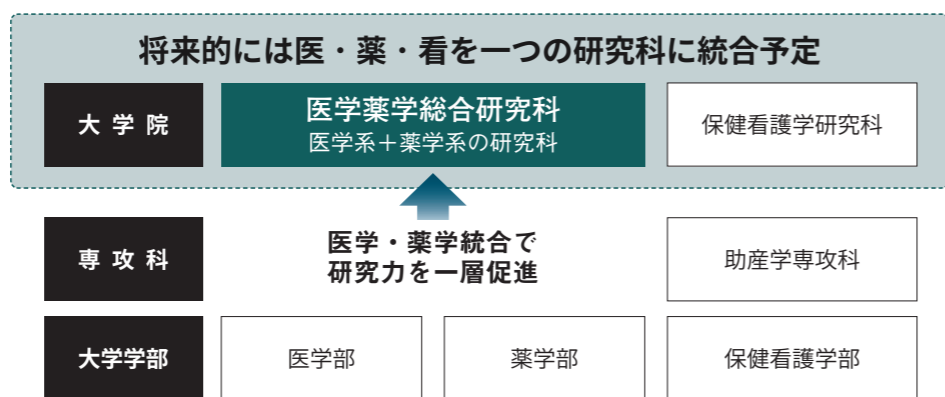 将来的には医・薬・看を一つの研究科に統合予定
大学院
医学薬学総合研究科
医学系＋薬学系の研究科
保健看護学研究科
専攻科
医学・薬学統合で
研究力を一層促進
助産学専攻科
大学学部
医学部
薬学部
保健看護学部